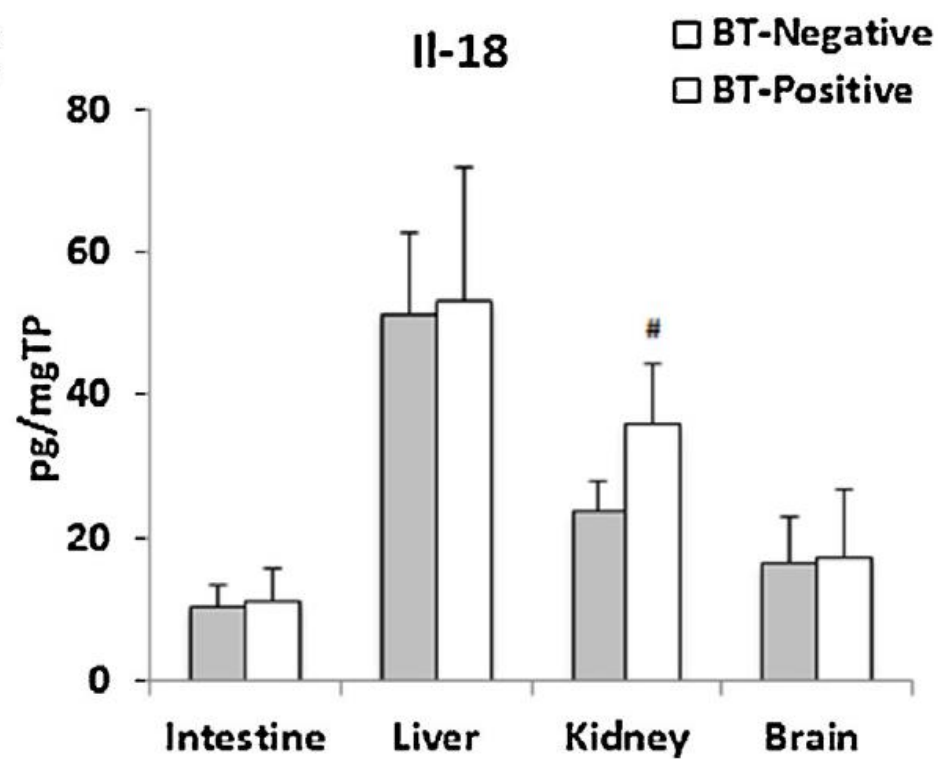 Il-18
BT-Negative
BT-Positive
80
60
40
20
0
pg/mgTP
#
Intestine Liver Kidney Brain